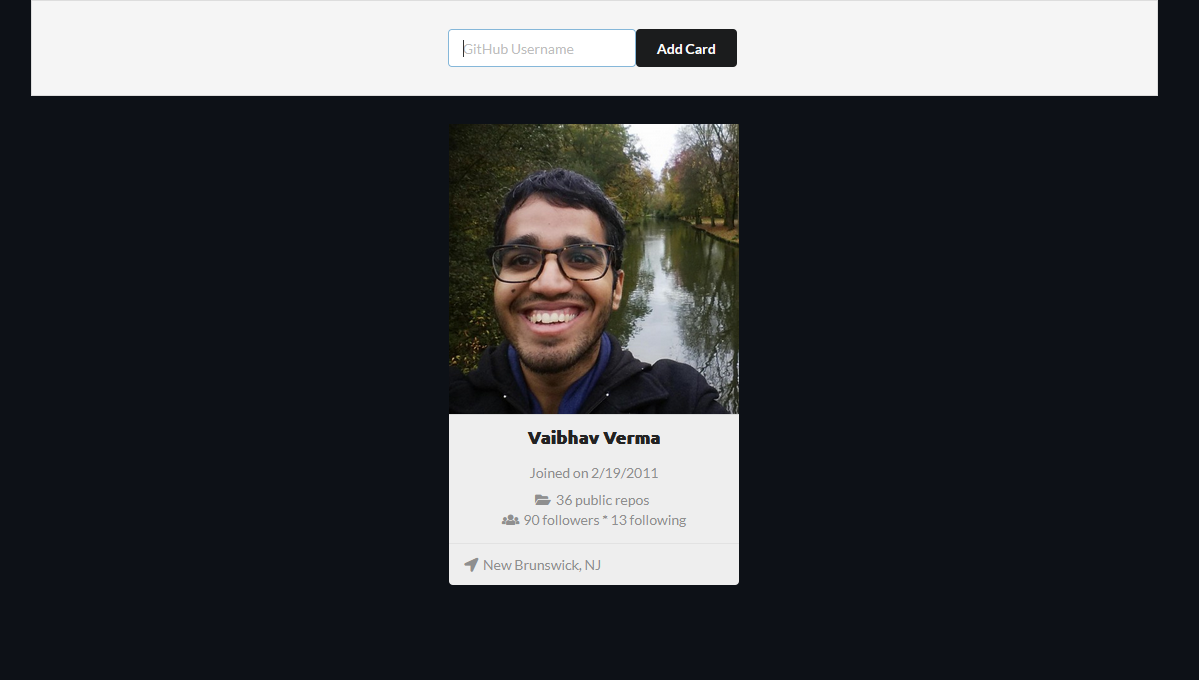 GitHub Username
Add Card
Vaibhav Verma
Joined on 2/19/2011
36 public repos
90 followers * 13 following
New Brunswick, NJ